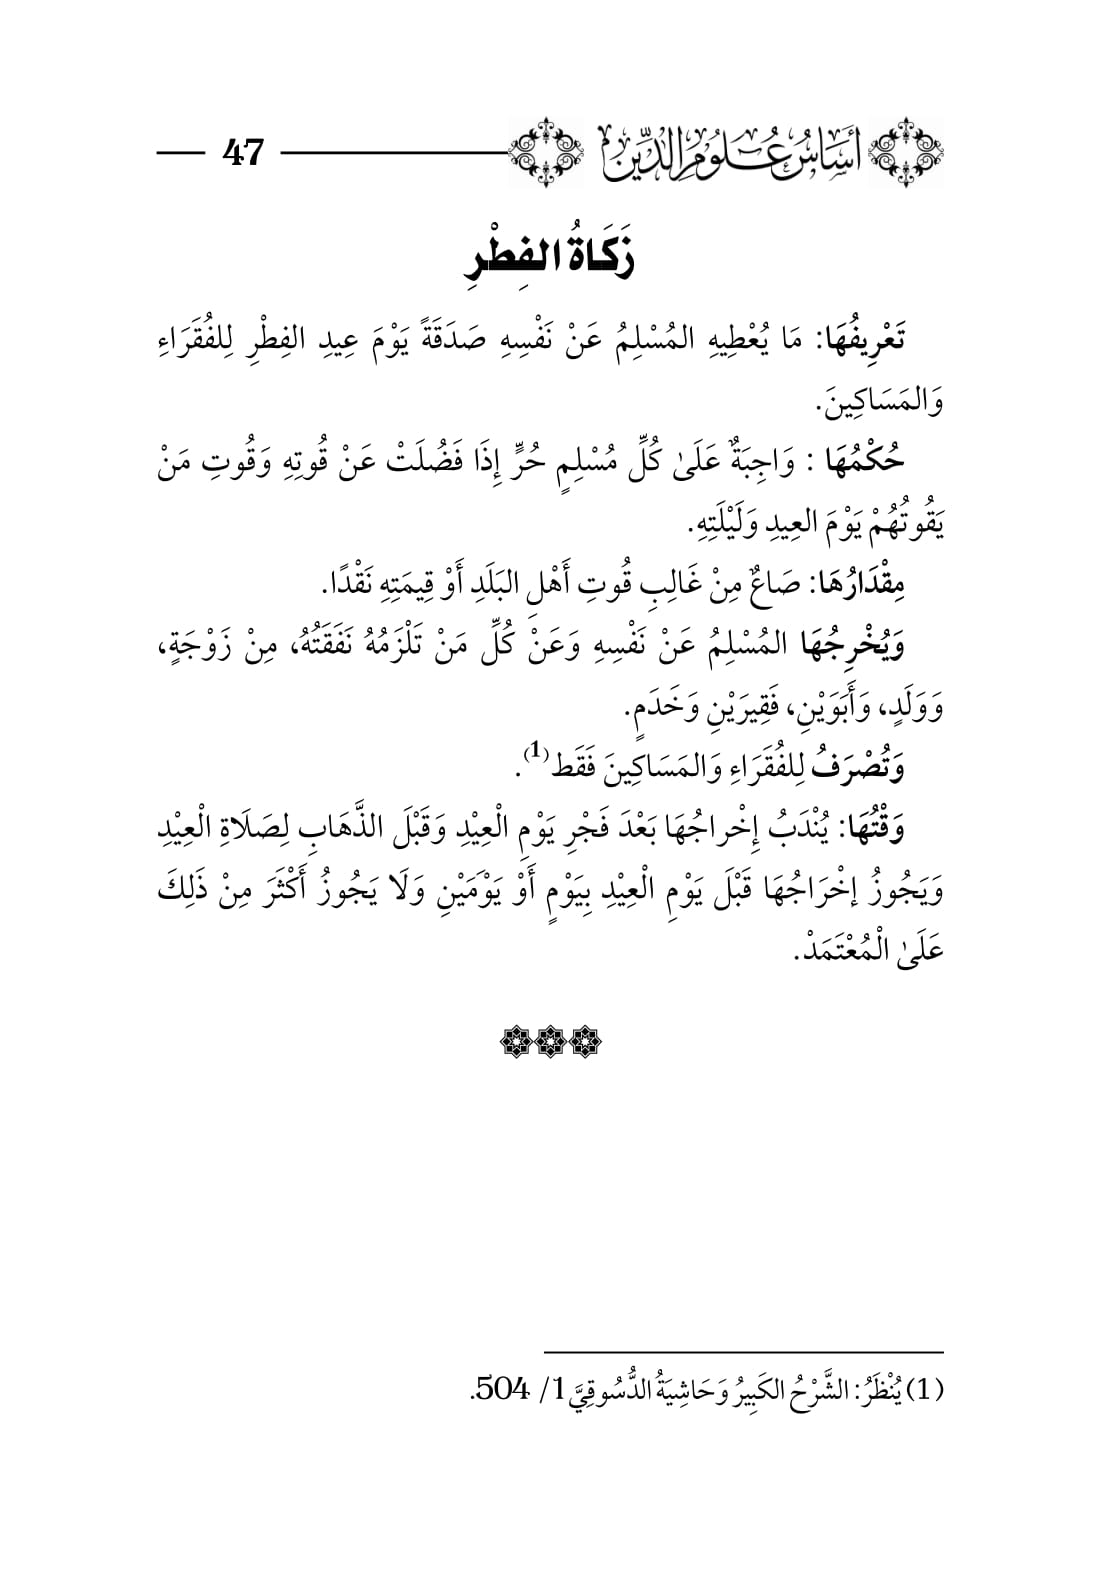 أَسَاسُ عُلُومِ الدِّينِ 47
زَكَاةُ الفِطْرِ
تَعْرِيفُهَا: مَا يُعْطِيهِ المُسْلِمُ عَنْ نَفْسِهِ صَدَقَةً يَوْمَ عِيدِ الفِطْرِ لِلفُقَرَاءِ
وَالمَسَاكِينَ.
حُكْمُهَا : وَاجِبَةٌ عَلَىٰ كُلِّ مُسْلِمٍ حُرٍّ إِذَا فَضُلَتْ عَنْ قُوتِهِ وَقُوتِ مَنْ
يَقُوتُهُمْ يَوْمَ العِيدِ وَلَيْلَتِهِ.
مِقْدَارُهَا: صَاعٌ مِنْ غَالِبِ قُوتِ أَهْلِ البَلَدِ أَوْ قِيمَتِهِ نَقْدًا.
وَيُخْرِجُهَا المُسْلِمُ عَنْ نَفْسِهِ وَعَنْ كُلِّ مَنْ تَلْزَمُهُ نَفَقَتُهُ، مِنْ زَوْجَةٍ،
وَوَلَدٍ، وَأَبَوَيْنِ، فَقِيرَيْنِ وَخَدَمٍ.
وَتُصْرَفُ لِلفُقَرَاءِ وَالمَسَاكِينَ فَقَط(1).
وَقْتُهَا: يُنْدَبُ إِخْراجُهَا بَعْدَ فَجْرِ يَوْمِ الْعِيْدِ وَقَبْلَ الذَّهَابِ لِصَلَاةِ الْعِيْدِ
وَيَجُوزُ إخْرَاجُهَا قَبْلَ يَوْمِ الْعِيْدِ بِيَوْمٍ أَوْ يَوْمَيْنِ وَلَا يَجُوزُ أَكْثَرَ مِنْ ذَلِكَ
عَلَىٰ الْمُعْتَمَدْ.
(1) يُنْظَرُ: الشَّرْحُ الكَبِيرُ وَحَاشِيَةُ الدُّسُوقِيَّ 1/ 504.